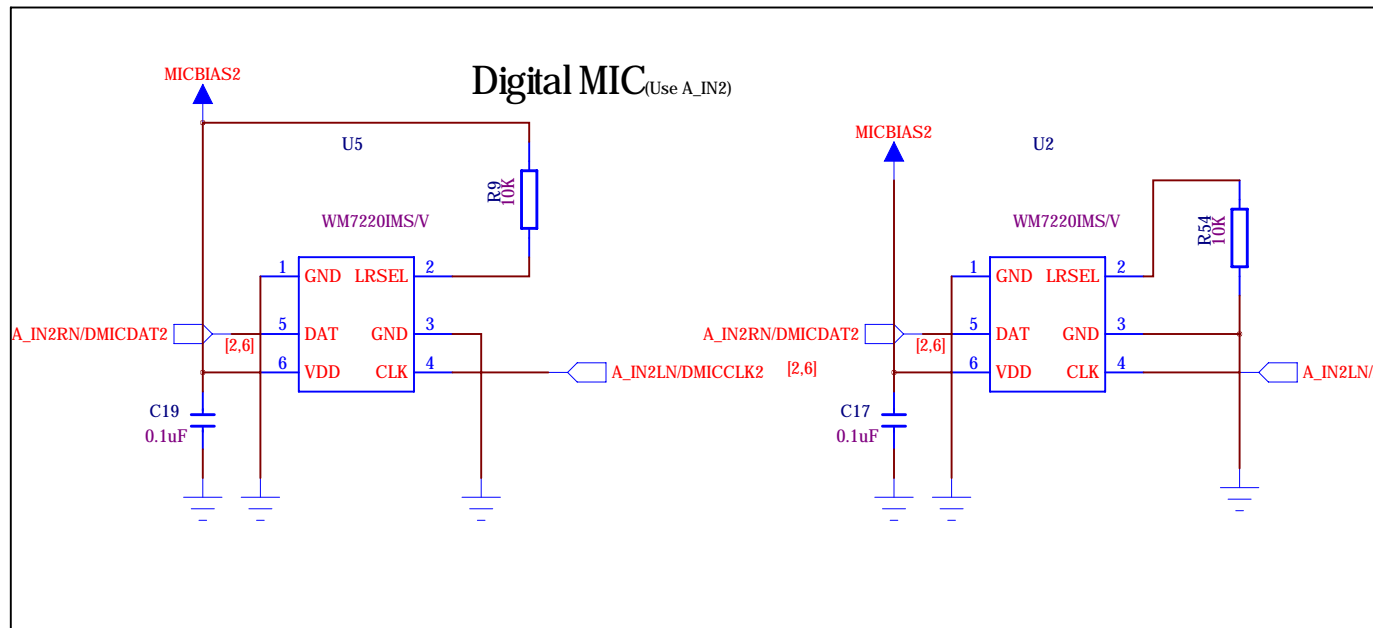 Digital MIC(Use A_IN2)
MICBIAS2
U5
R9
10K
WM7220IMS/V
1
GND
LRSEL
2
A_IN2RN/DMICDAT2
[2,6]
5
DAT
GND
3
6
VDD
CLK
4
A_IN2LN/DMICCLK2
[2,6]
C19
0.1uF
MICBIAS2
U2
R54
10K
WM7220IMS/V
1
GND
LRSEL
2
A_IN2RN/DMICDAT2
[2,6]
5
DAT
GND
3
6
VDD
CLK
4
A_IN2LN/
C17
0.1uF